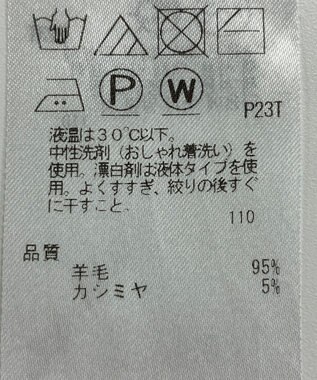 P W
P23T
液温は30℃以下。
中性洗剤（おしゃれ着洗い）を
使用。漂白剤は液体タイプを使
用。よくすすぎ、絞りの後すぐ
に干すこと。
110
品質
羊毛 95%
カシミヤ 5%